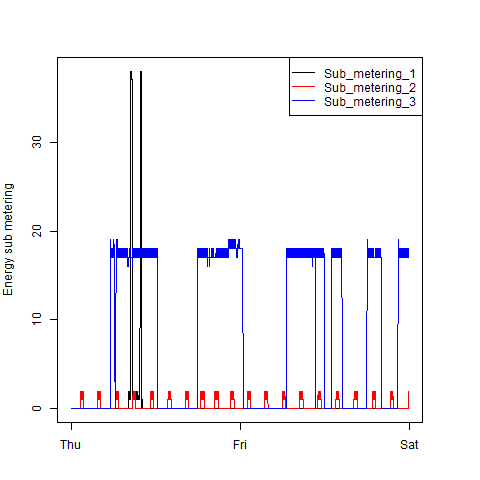 Sub_metering_1
Sub_metering_2
Sub_metering_3
Energy sub metering
30
20
10
0
Thu Fri Sat